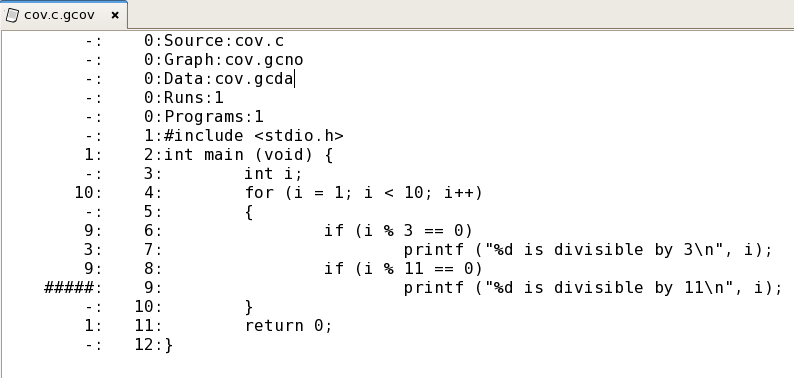 cov.c.gcov
-: 0:Source:cov.c
-: 0:Graph:cov.gcno
-: 0:Data:cov.gcda
-: 0:Runs:1
-: 0:Programs:1
-: 1:#include <stdio.h>
1: 2:int main (void) {
-: 3: int i;
10: 4: for (i = 1; i < 10; i++)
-: 5: {
9: 6: if (i % 3 == 0)
3: 7: printf ("%d is divisible by 3\n", i);
9: 8: if (i % 11 == 0)
#####: 9: printf ("%d is divisible by 11\n", i);
-: 10: }
1: 11: return 0;
-: 12:}